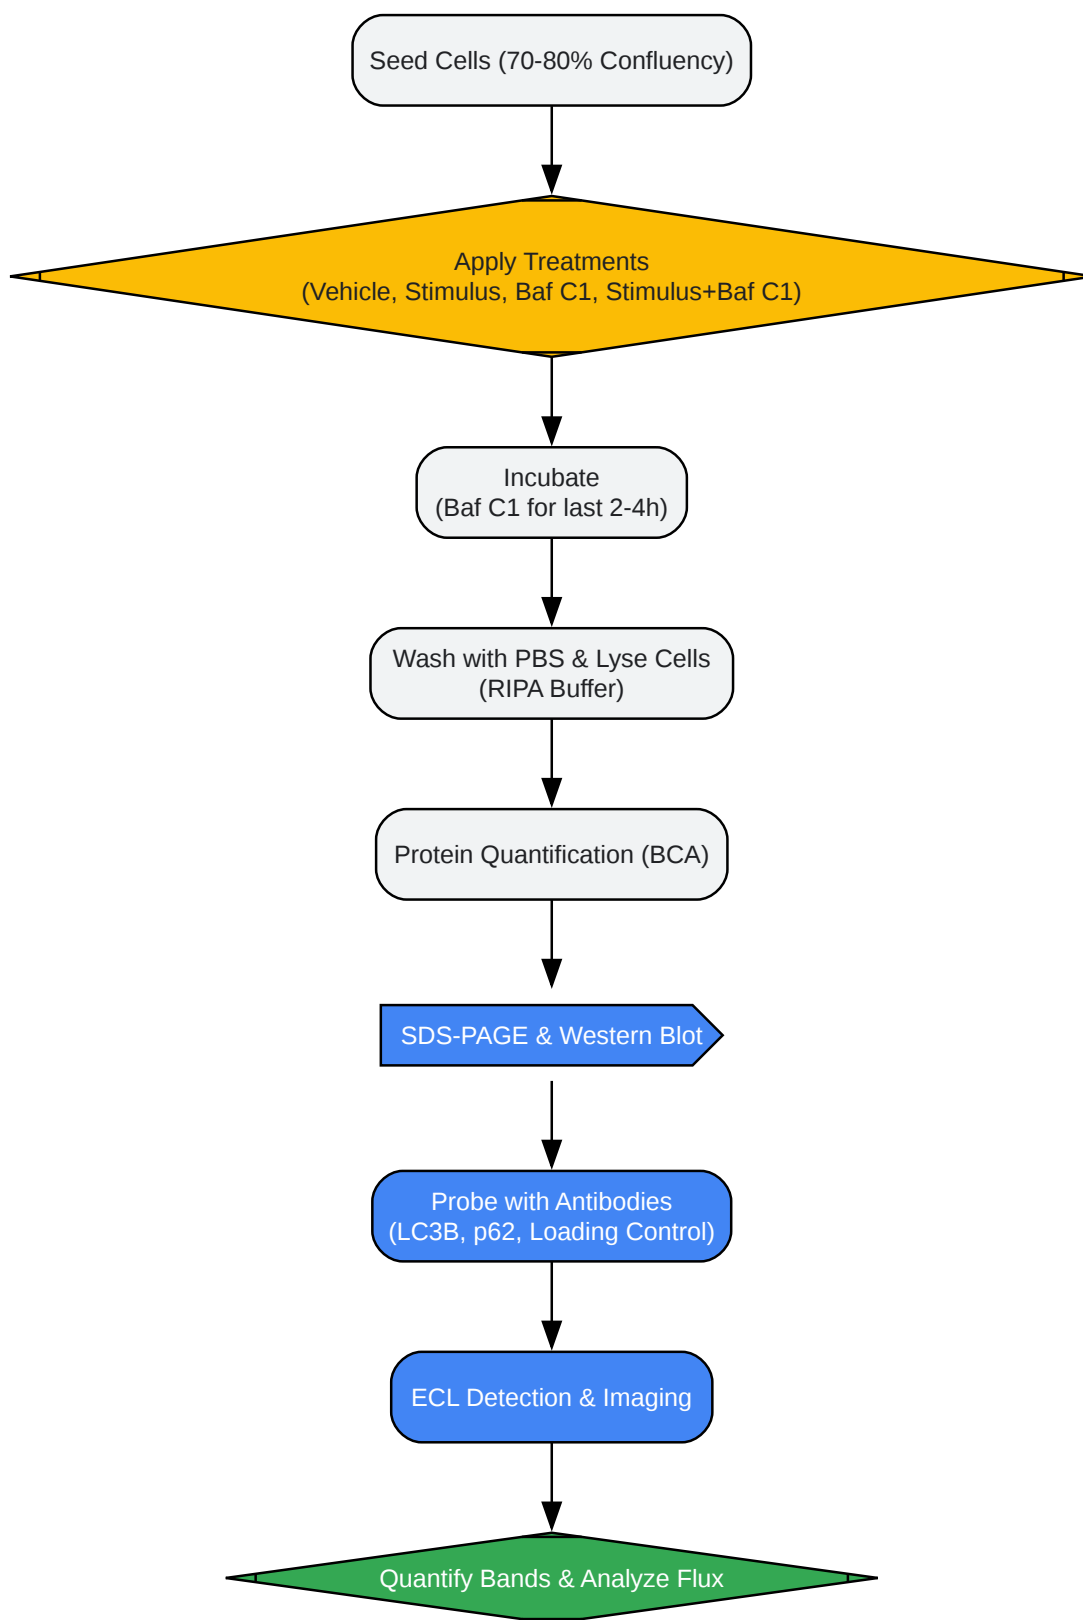 Seed Cells (70-80% Confluency)
Apply Treatments
(Vehicle, Stimulus, Baf C1, Stimulus+Baf C1)
Incubate
(Baf C1 for last 2-4h)
Wash with PBS & Lyse Cells
(RIPA Buffer)
Protein Quantification (BCA)
SDS-PAGE & Western Blot
Probe with Antibodies
(LC3B, p62, Loading Control)
ECL Detection & Imaging
Quantify Bands & Analyze Flux